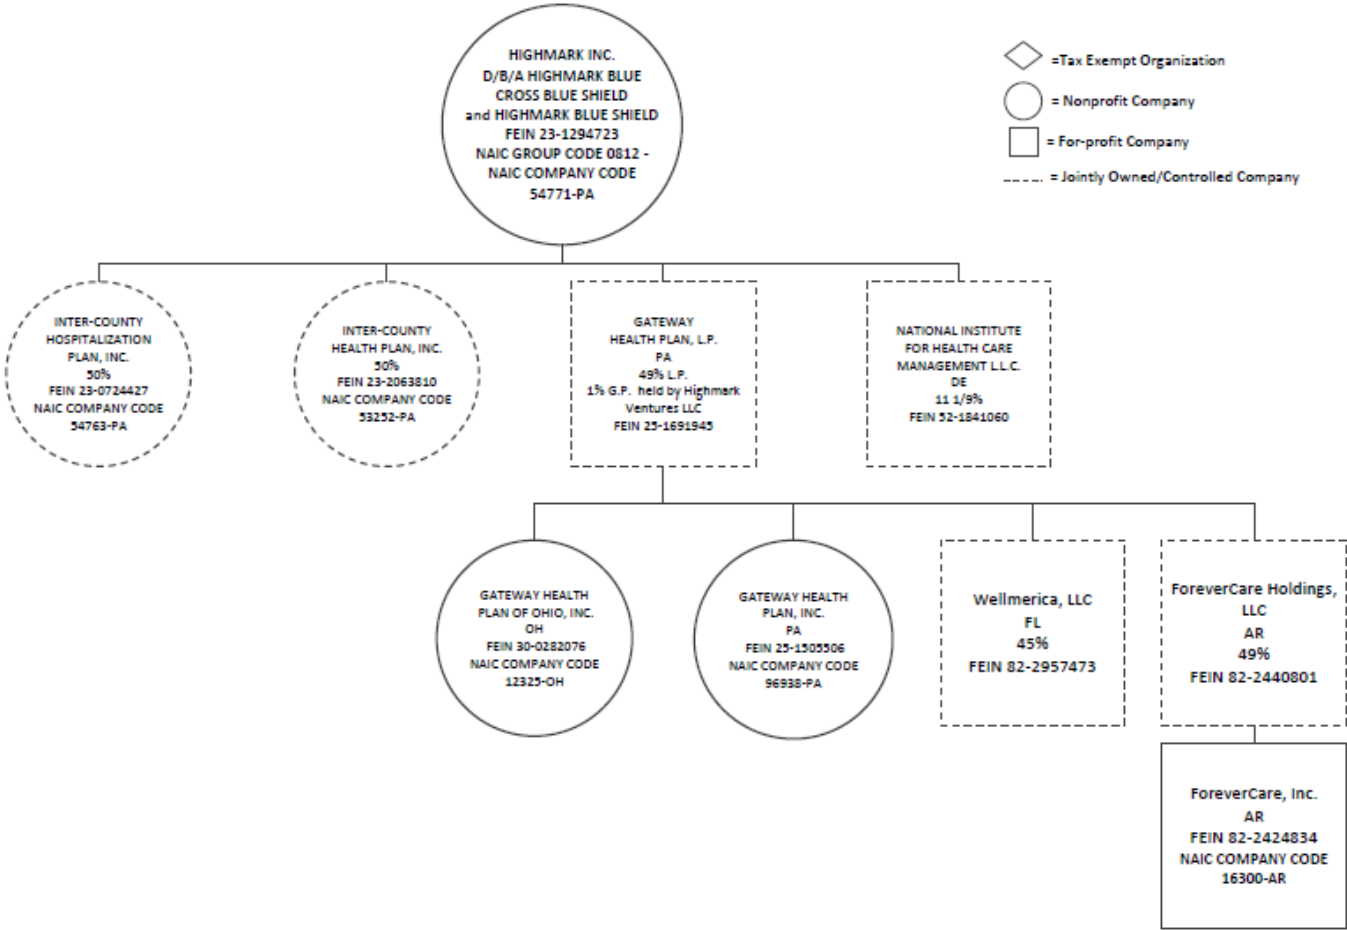 HIGHMARK INC.
D/B/A HIGHMARK BLUE
CROSS BLUE SHIELD
and HIGHMARK BLUE SHIELD
FEIN 23-1294723
NAIC GROUP CODE 0812 -
NAIC COMPANY CODE
54771-PA
=Tax Exempt Organization
= Nonprofit Company
= For-profit Company
= Jointly Owned/Controlled Company
INTER-COUNTY
HOSPITALIZATION
PLAN, INC.
50%
FEIN 23-0724427
NAIC COMPANY CODE
54763-PA
INTER-COUNTY
HEALTH PLAN, INC.
50%
FEIN 23-2063810
NAIC COMPANY CODE
53252-PA
GATEWAY
HEALTH PLAN, L.P.
PA
49% L.P.
1% G.P. held by Highmark
Ventures LLC
FEIN 25-1691945
NATIONAL INSTITUTE
FOR HEALTH CARE
MANAGEMENT L.L.C.
DE
11 1/9%
FEIN 52-1841060
GATEWAY HEALTH
PLAN OF OHIO, INC.
OH
FEIN 30-0282076
NAIC COMPANY CODE
12325-OH
GATEWAY HEALTH
PLAN, INC.
PA
FEIN 25-1505506
NAIC COMPANY CODE
96938-PA
Wellmerica, LLC
FL
45%
FEIN 82-2957473
ForeverCare Holdings,
LLC
AR
49%
FEIN 82-2440801
ForeverCare, Inc.
AR
FEIN 82-2424834
NAIC COMPANY CODE
16300-AR